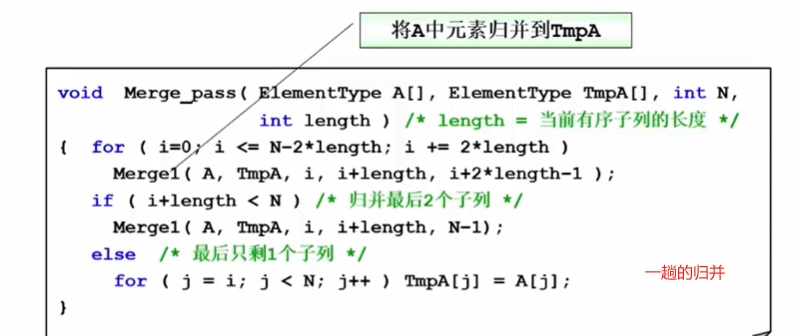 将A中元素归并到TmpA
void Merge_pass( ElementType A[], ElementType TmpA[], int N,
int length ) /* length = 当前有序子列的长度 */
{ for ( i=0; i <= N-2*length; i += 2*length )
Merge1( A, TmpA, i, i+length, i+2*length-1 );
if ( i+length < N ) /* 归并最后2个子列 */
Merge1( A, TmpA, i, i+length, N-1);
else /* 最后只剩1个子列 */
for ( j = i; j < N; j++ ) TmpA[j] = A[j];
一趟的归并
}